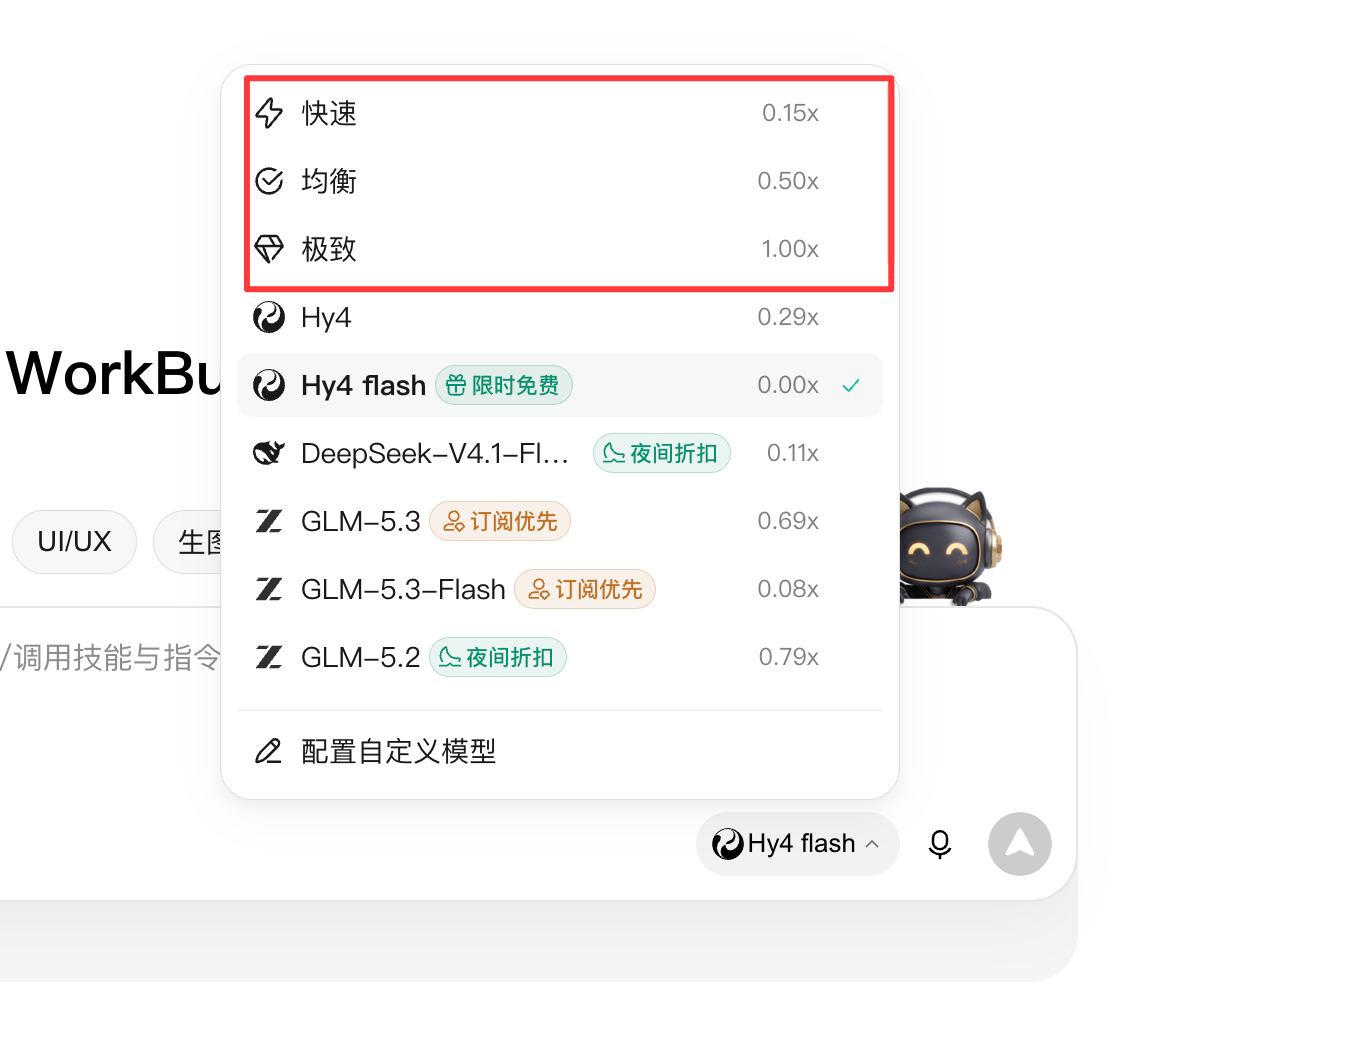 快速 0.15x
均衡 0.50x
极致 1.00x
Hy4 0.29x
WorkBu
Hy4 flash 限时免费 0.00x
DeepSeek-V4.1-Fl... 夜间折扣 0.11x
GLM-5.3 订阅优先 0.69x
UI/UX 生图
GLM-5.3-Flash 订阅优先 0.08x
/调用技能与指令
GLM-5.2 夜间折扣 0.79x
配置自定义模型
Hy4 flash